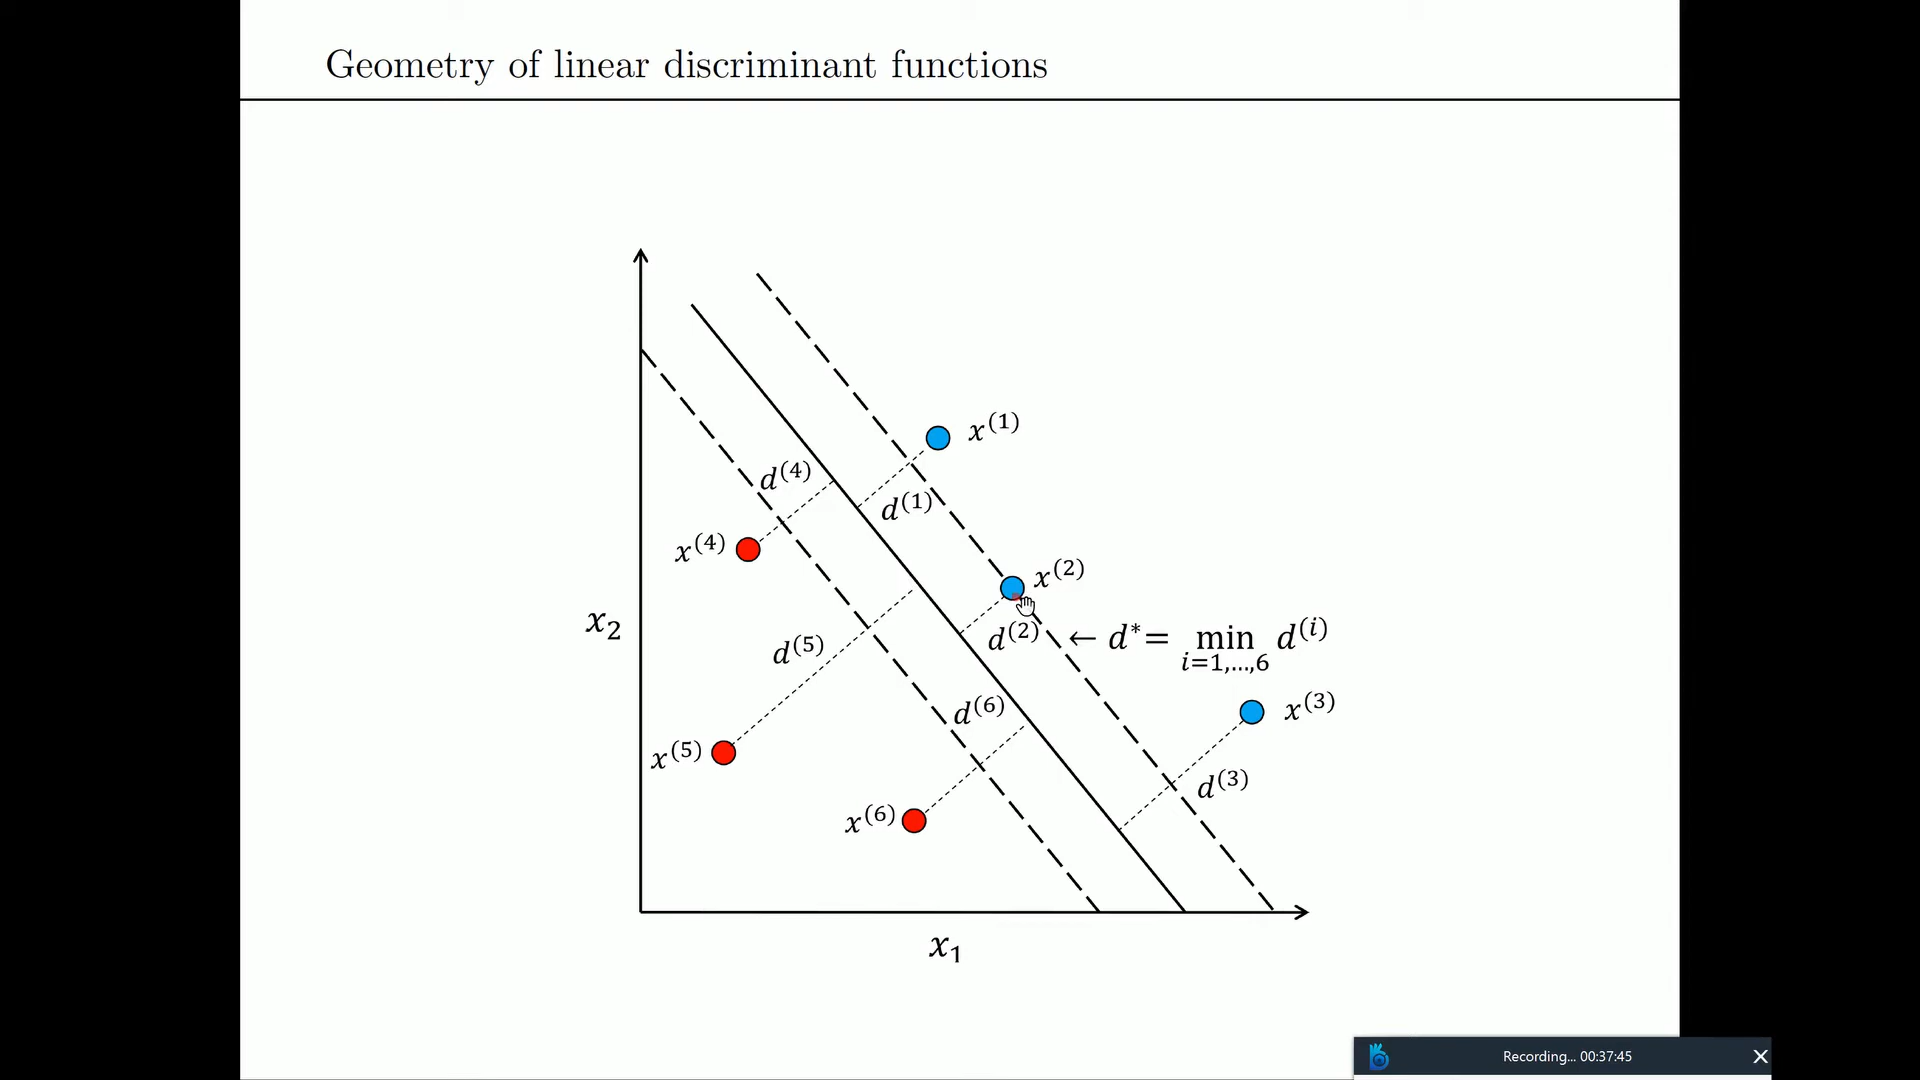 Geometry of linear discriminant functions
x^(1)
d^(4)
d^(1)
x^(4)
x^(2)
x_2
d^(2) ← d^*= min d^(i)
i=1,...,6
d^(5)
d^(6)
x^(3)
x^(5)
d^(3)
x^(6)
x_1
Recording... 00:37:45